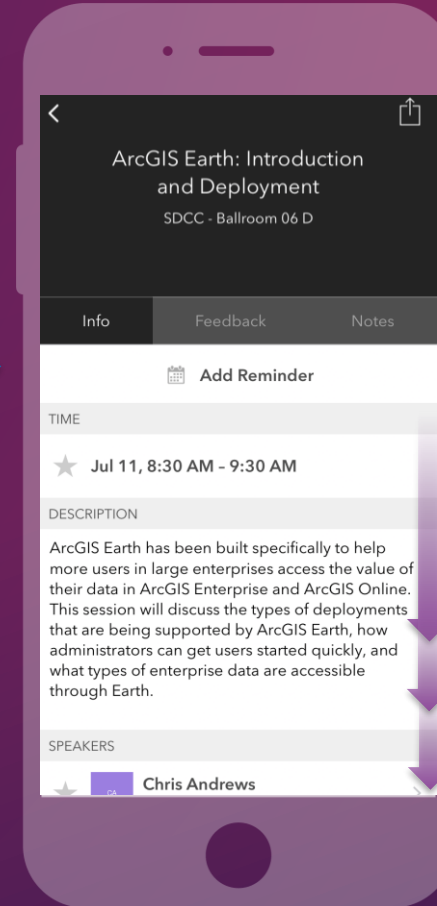 ArcGIS Earth: Introduction
and Deployment
SDCC - Ballroom 06 D
Info Feedback Notes
Add Reminder
TIME
Jul 11, 8:30 AM – 9:30 AM
DESCRIPTION
ArcGIS Earth has been built specifically to help
more users in large enterprises access the value of
their data in ArcGIS Enterprise and ArcGIS Online.
This session will discuss the types of deployments
that are being supported by ArcGIS Earth, how
administrators can get users started quickly, and
what types of enterprise data are accessible
through Earth.
SPEAKERS
CA Chris Andrews